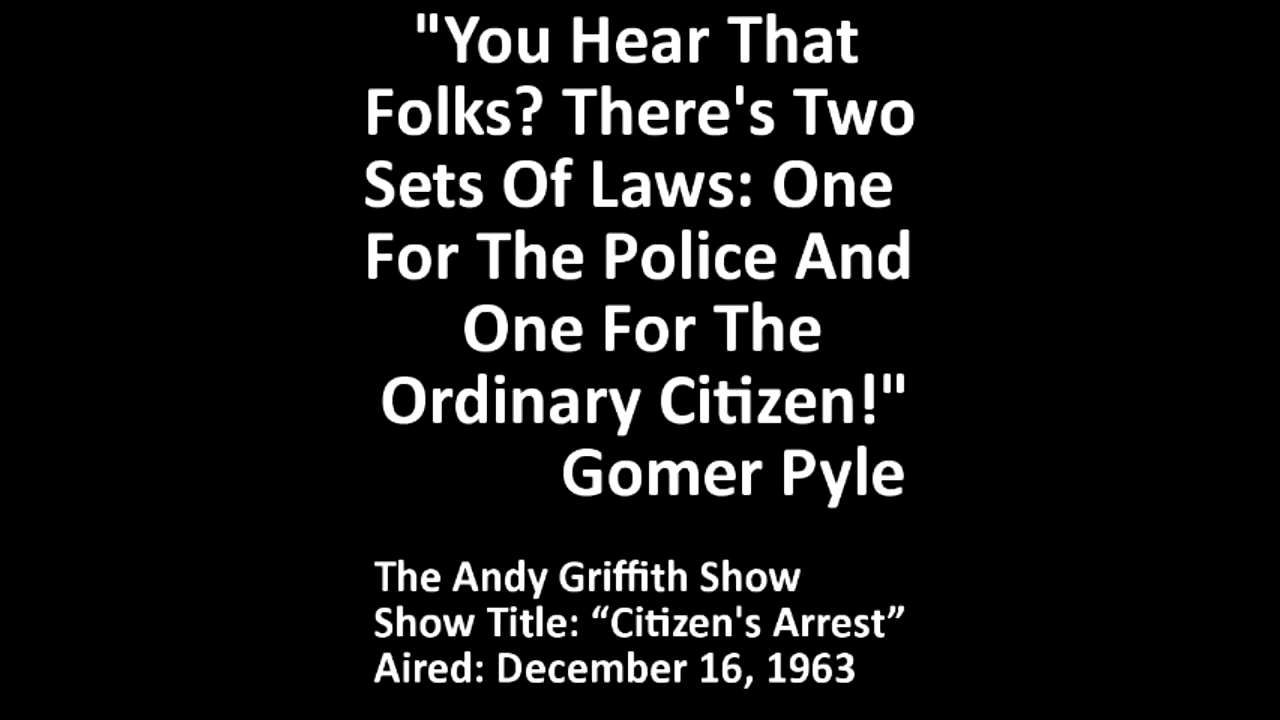 "You Hear That
Folks? There's Two
Sets Of Laws: One
For The Police And
One For The
Ordinary Citizen!"
Gomer Pyle
The Andy Griffith Show
Show Title: “Citizen's Arrest”
Aired: December 16, 1963